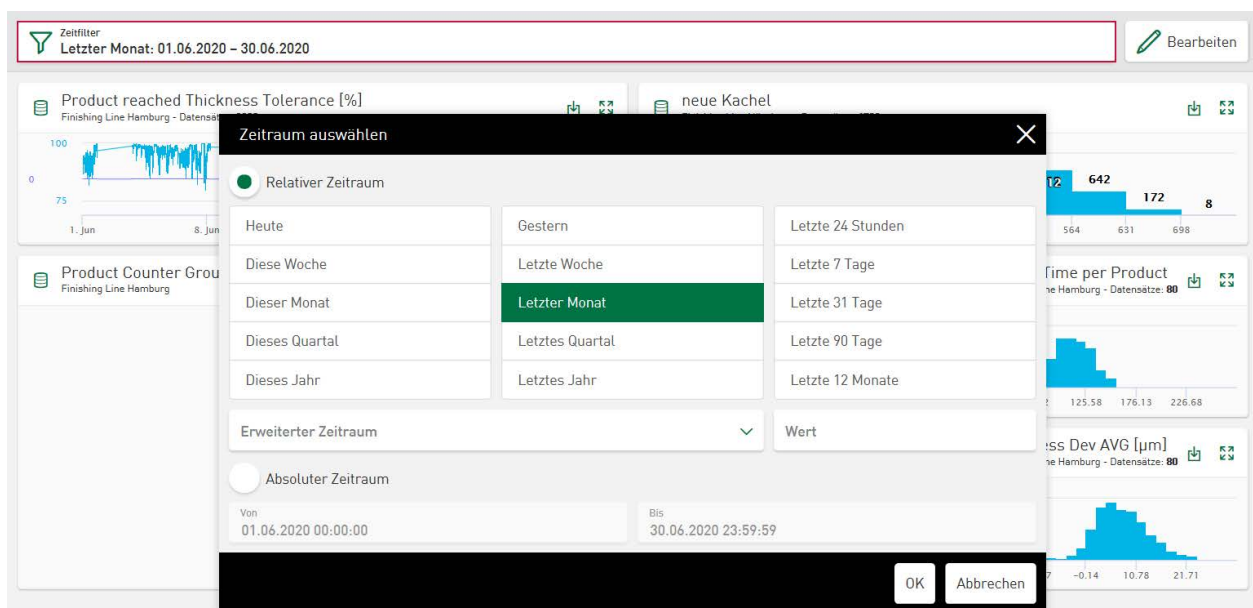 Zeitfilter
Letzter Monat: 01.06.2020 – 30.06.2020
Bearbeiten
Product reached Thickness Tolerance [%]
Finishing Line Hamburg - Datensät
neue Kachel
100
0
75
1. Jun
8. Jun
12
642
172
8
564
631
698
Product Counter Grou
Finishing Line Hamburg
Time per Product
ne Hamburg - Datensätze: 80
125.58
176.13
226.68
ss Dev AVG [µm]
ne Hamburg - Datensätze: 80
-0.14
10.78
21.71
Zeitraum auswählen
Relativer Zeitraum
Heute
Gestern
Letzte 24 Stunden
Diese Woche
Letzte Woche
Letzte 7 Tage
Dieser Monat
Letzter Monat
Letzte 31 Tage
Dieses Quartal
Letztes Quartal
Letzte 90 Tage
Dieses Jahr
Letztes Jahr
Letzte 12 Monate
Erweiterter Zeitraum
Wert
Absoluter Zeitraum
Von
01.06.2020 00:00:00
Bis
30.06.2020 23:59:59
OK
Abbrechen